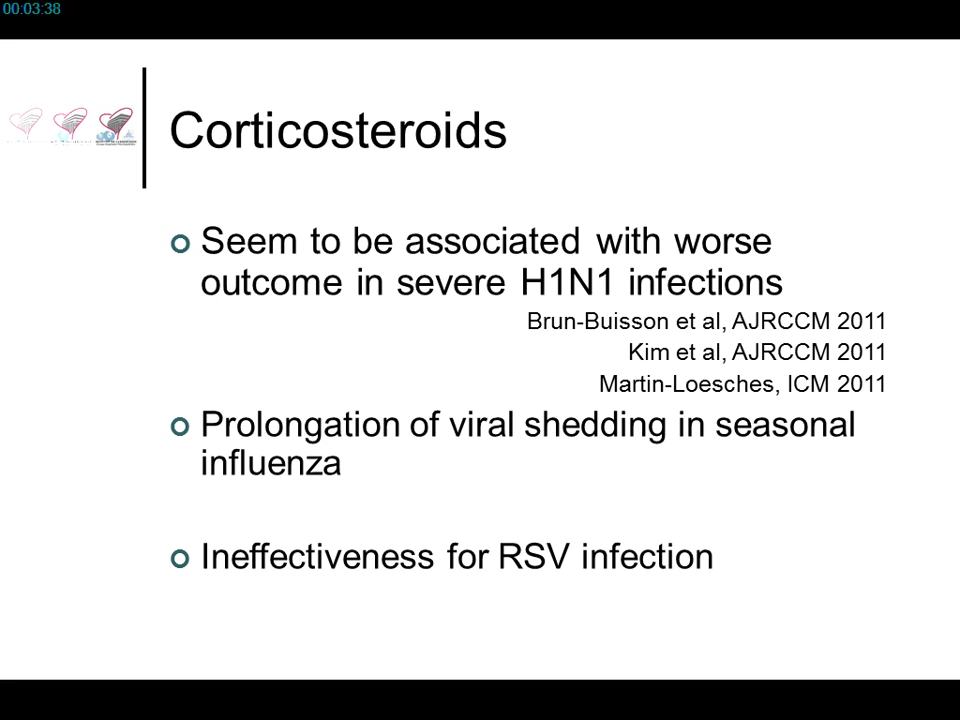 00:03:38
Corticosteroids
Seem to be associated with worse
outcome in severe H1N1 infections
Brun-Buisson et al, AJRCCM 2011
Kim et al, AJRCCM 2011
Martin-Loesches, ICM 2011
Prolongation of viral shedding in seasonal
influenza
Ineffectiveness for RSV infection